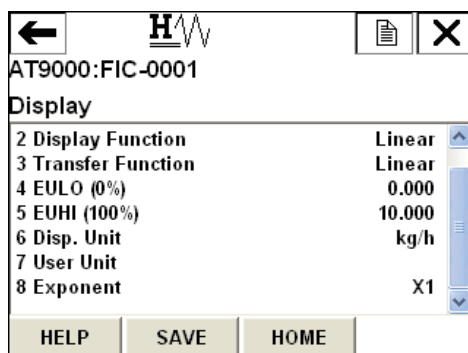 H
AT9000:FIC-0001
Display
2 Display Function Linear
3 Transfer Function Linear
4 EULO (0%) 0.000
5 EUHI (100%) 10.000
6 Disp. Unit kg/h
7 User Unit
8 Exponent X1
HELP SAVE HOME